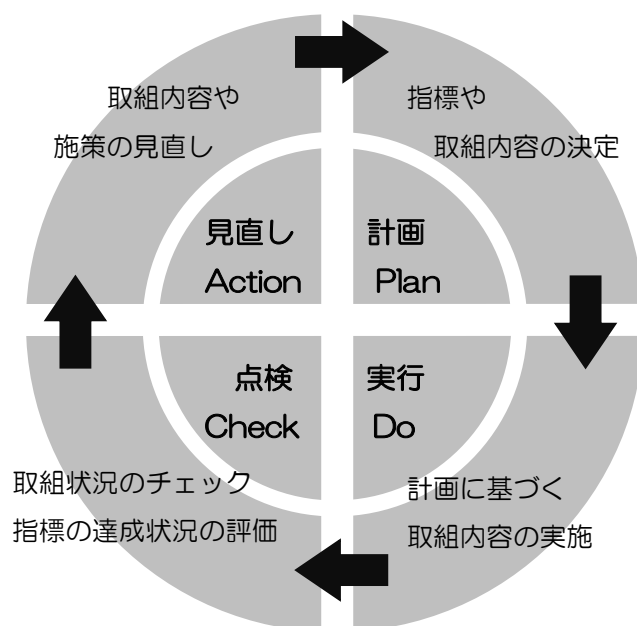 取組内容や
施策の見直し
指標や
取組内容の決定
見直し
Action
計画
Plan
点検
Check
実行
Do
取組状況のチェック
指標の達成状況の評価
計画に基づく
取組内容の実施